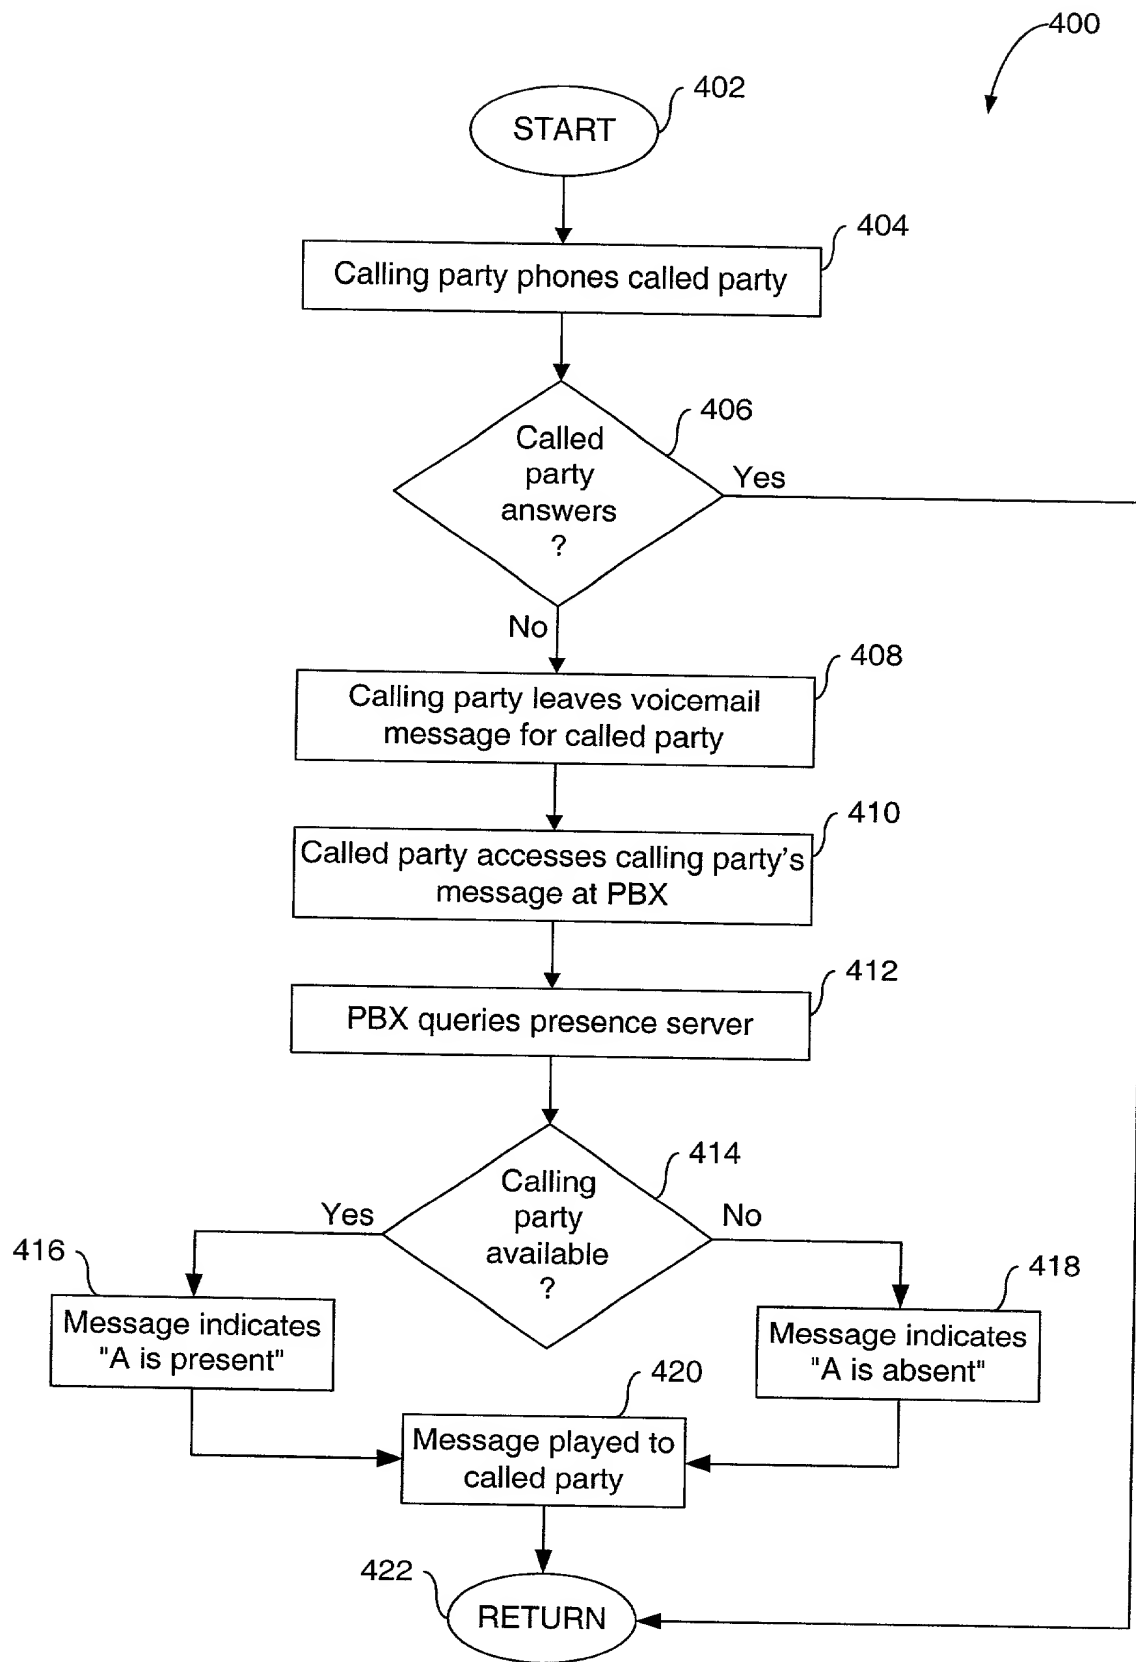 400
402
START
404
Calling party phones called party
406
Called
party
answers
?
Yes
No
408
Calling party leaves voicemail
message for called party
410
Called party accesses calling party's
message at PBX
412
PBX queries presence server
414
Calling
party
available
?
Yes
No
416
Message indicates
"A is present"
418
Message indicates
"A is absent"
420
Message played to
called party
422
RETURN